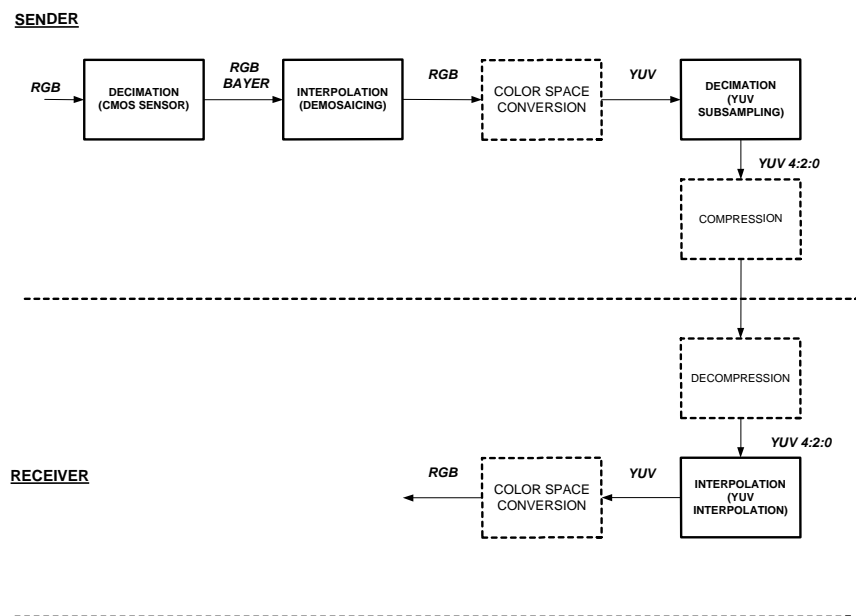 SENDER
RGB
DECIMATION
(CMOS SENSOR)
RGB
BAYER
INTERPOLATION
(DEMOSAICING)
RGB
COLOR SPACE
CONVERSION
YUV
DECIMATION
(YUV
SUBSAMPLING)
YUV 4:2:0
COMPRESSION
DECOMPRESSION
YUV 4:2:0
RECEIVER
RGB
COLOR SPACE
CONVERSION
YUV
INTERPOLATION
(YUV
INTERPOLATION)